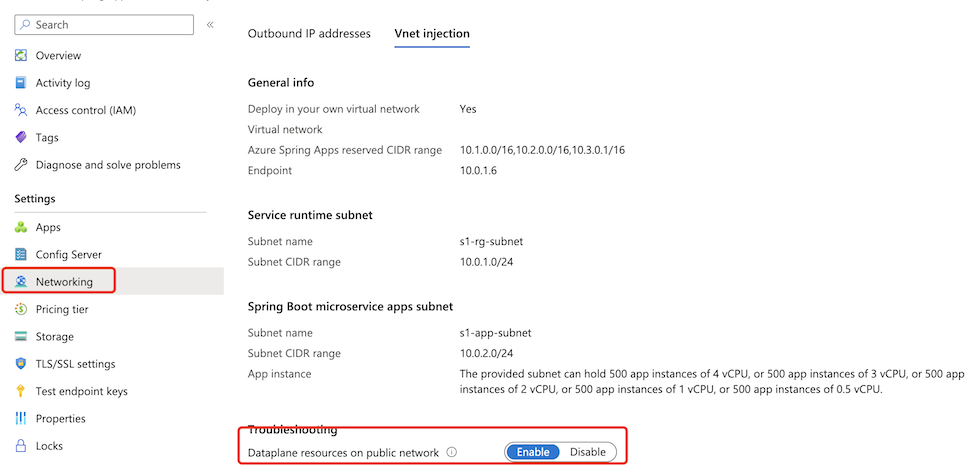 Search
«
Overview
Activity log
Access control (IAM)
Tags
Diagnose and solve problems
Settings
Apps
Config Server
Networking
Pricing tier
Storage
TLS/SSL settings
Test endpoint keys
Properties
Locks
Outbound IP addresses Vnet injection
General info
Deploy in your own virtual network Yes
Virtual network
Azure Spring Apps reserved CIDR range 10.1.0.0/16,10.2.0.0/16,10.3.0.1/16
Endpoint 10.0.1.6
Service runtime subnet
Subnet name s1-rg-subnet
Subnet CIDR range 10.0.1.0/24
Spring Boot microservice apps subnet
Subnet name s1-app-subnet
Subnet CIDR range 10.0.2.0/24
App instance The provided subnet can hold 500 app instances of 4 vCPU, or 500 app instances of 3 vCPU, or 500 app
instances of 2 vCPU, or 500 app instances of 1 vCPU, or 500 app instances of 0.5 vCPU.
Troubleshooting
Dataplane resources on public network Enable Disable